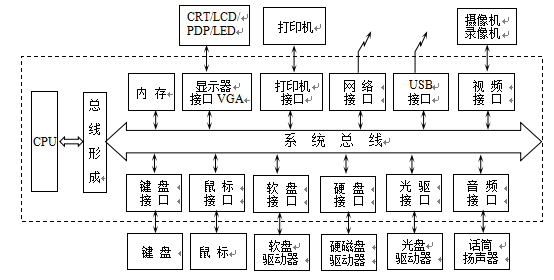 CRT/LCD/
PDP/LED
打印机
摄像机
录像机
内存
显示器
接口 VGA
打印机
接口
网 络
接 口
USB
接口
视 频
接 口
CPU
总
线
形
成
系 统 总 线
键 盘
接 口
鼠 标
接 口
软 盘
接 口
硬 盘
接 口
光 驱
接 口
音 频
接 口
键 盘
鼠 标
软盘
驱动器
硬磁盘
驱动器
光盘
驱动器
话筒
扬声器